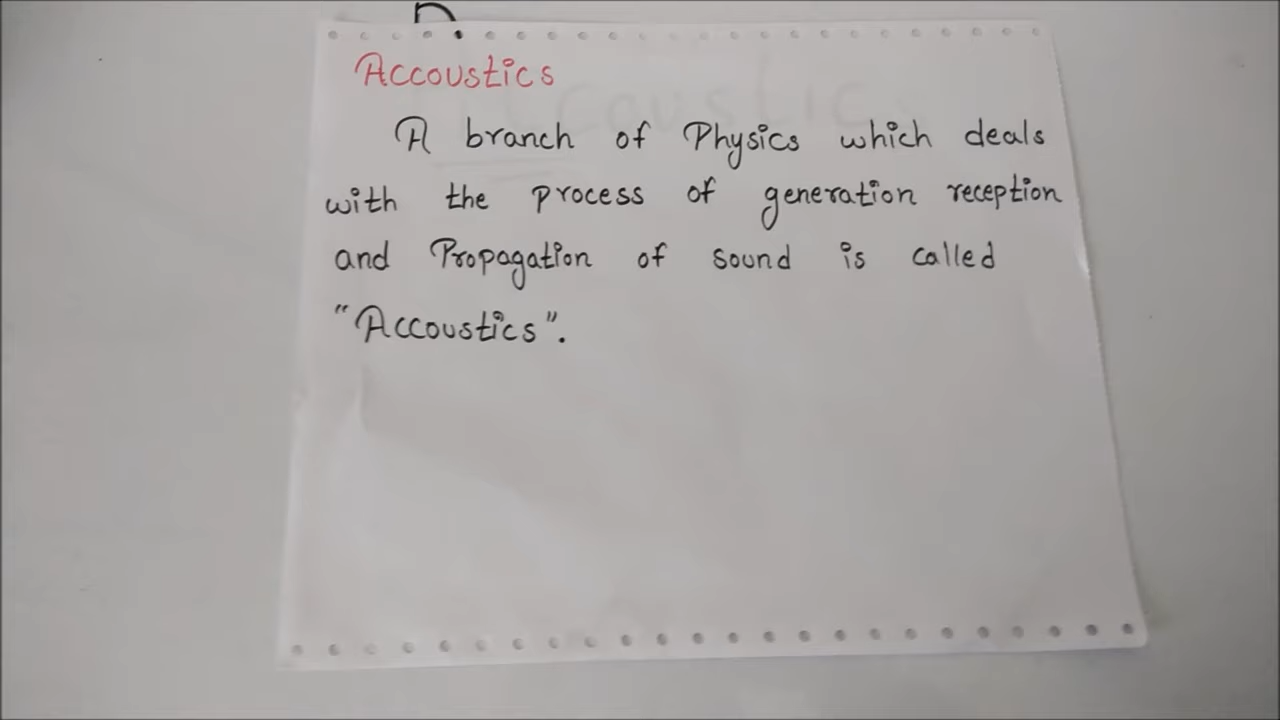 Accoustics
A branch of Physics which deals
with the process of generation reception
and Propagation of sound is called
"Accoustics".